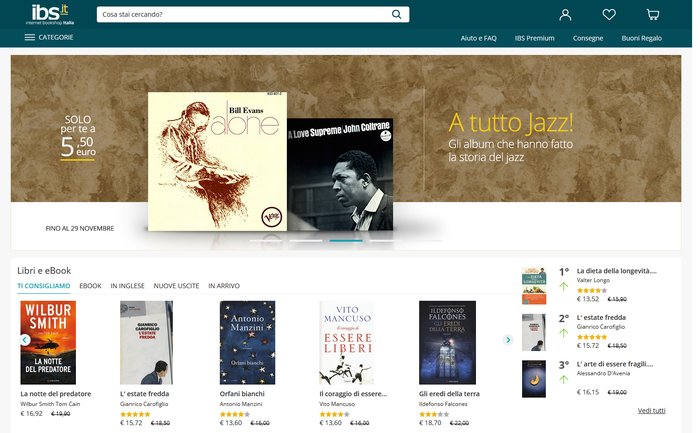 ibs.it
internet bookshop Italia
Cosa stai cercando?
CATEGORIE
Aiuto e FAQ
IBS Premium
Consegne
Buoni Regalo
SOLO
per te a
5,50
euro
FINO AL 29 NOVEMBRE
Bill Evans
alone
Verve
A Love Supreme John Coltrane
A tutto Jazz!
Gli album che hanno fatto
la storia del jazz
Libri e eBook
TI CONSIGLIAMO
EBOOK
IN INGLESE
NUOVE USCITE
IN ARRIVO
WILBUR
SMITH
LA NOTTE
DEL PREDATORE
La notte del predatore
Wilbur Smith Tom Cain
€ 16,92 € 19,90
GIANRICO
CAROFIGLIO
L'ESTATE
FREDDA
L' estate fredda
Gianrico Carofiglio
€ 15,72 € 18,50
Antonio
Manzini
Orfani bianchi
Orfani bianchi
Antonio Manzini
€ 13,60 € 16,00
VITO
MANCUSO
Il coraggio di
ESSERE
LIBERI
Il coraggio di essere...
Vito Mancuso
€ 13,60 € 16,00
ILDEFONSO
FALCONES
GLI EREDI
DELLA TERRA
Gli eredi della terra
Ildefonso Falcones
€ 18,70 € 22,00
1°
La dieta della longevità....
Valter Longo
€ 13,52 € 15,90
2°
L' estate fredda
Gianrico Carofiglio
€ 15,72 € 18,50
3°
L' arte di essere fragili....
Alessandro D'Avenia
€ 16,15 € 19,00
Vedi tutti